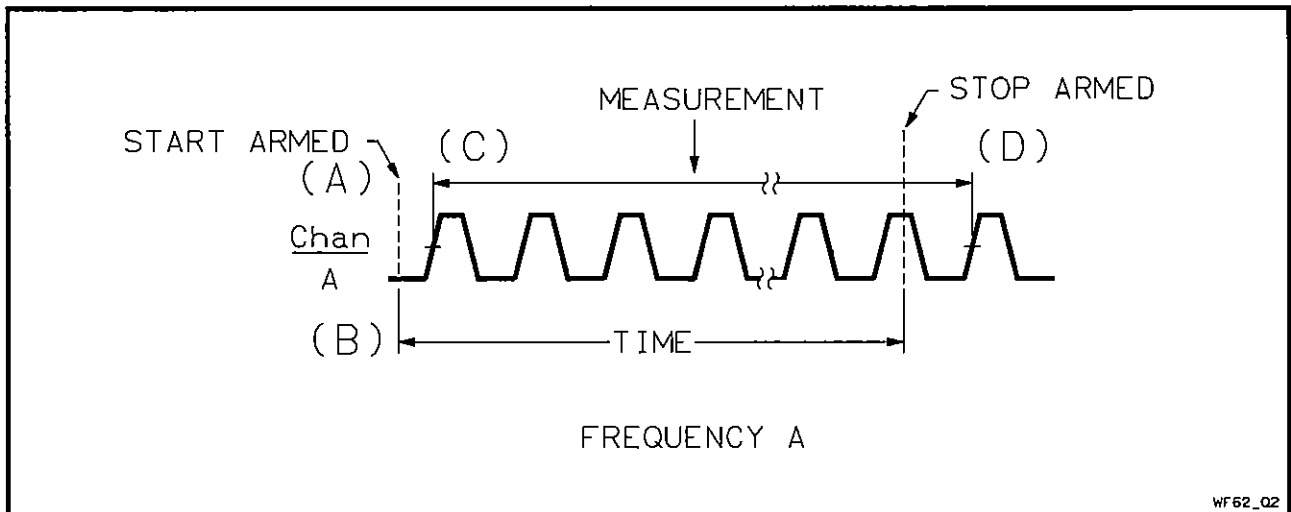 MEASUREMENT
STOP ARMED
START ARMED
(A)
(C)
(D)
Chan
A
(B)
TIME
FREQUENCY A
WF62_02